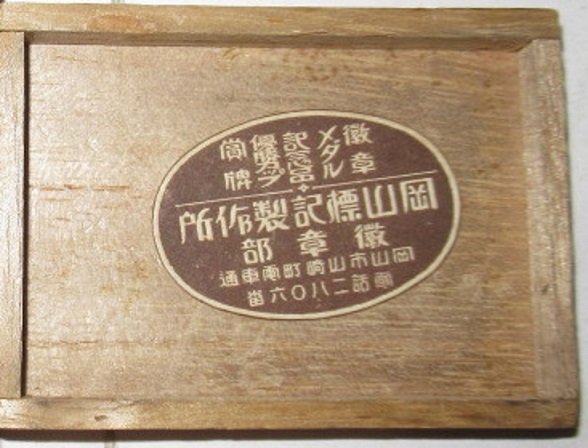 徽章
メダル
記念品
優勝カップ
賞牌
岡山標記製作所
徽章部
岡山市山崎町電車通
電話二八〇六番